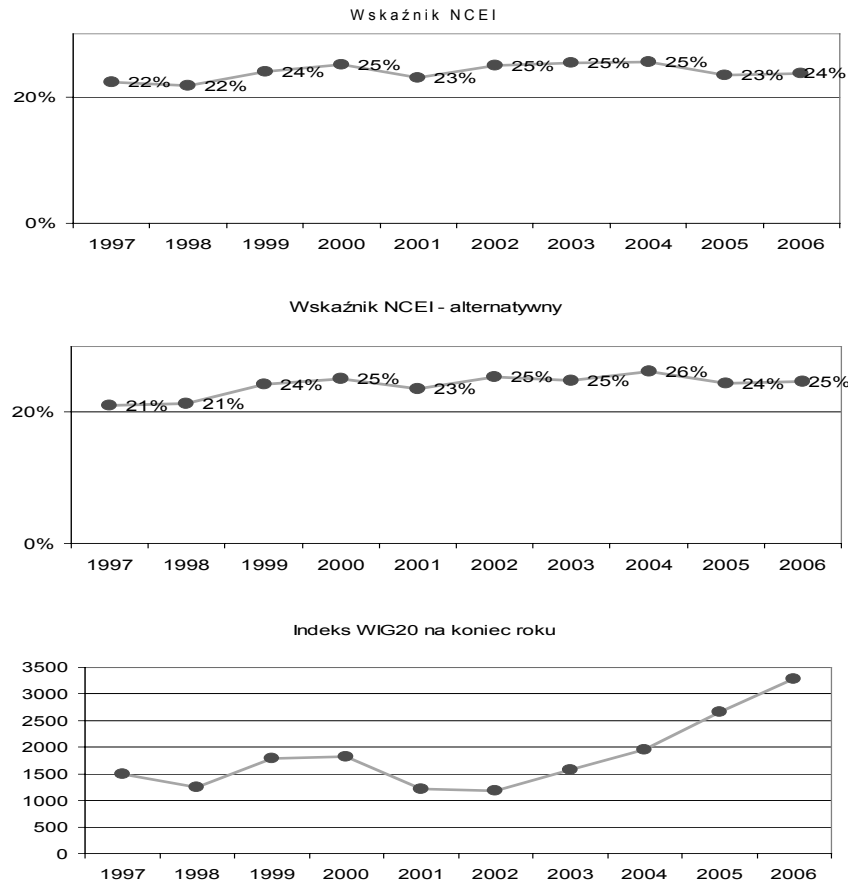 Wskaźnik NCEI
20%
0%
22% 22% 24% 25% 23% 25% 25% 25% 23% 24%
1997 1998 1999 2000 2001 2002 2003 2004 2005 2006
Wskaźnik NCEI - alternatywny
20%
0%
21% 21% 24% 25% 23% 25% 25% 26% 24% 25%
1997 1998 1999 2000 2001 2002 2003 2004 2005 2006
Indeks WIG20 na koniec roku
3500
3000
2500
2000
1500
1000
500
0
1997 1998 1999 2000 2001 2002 2003 2004 2005 2006